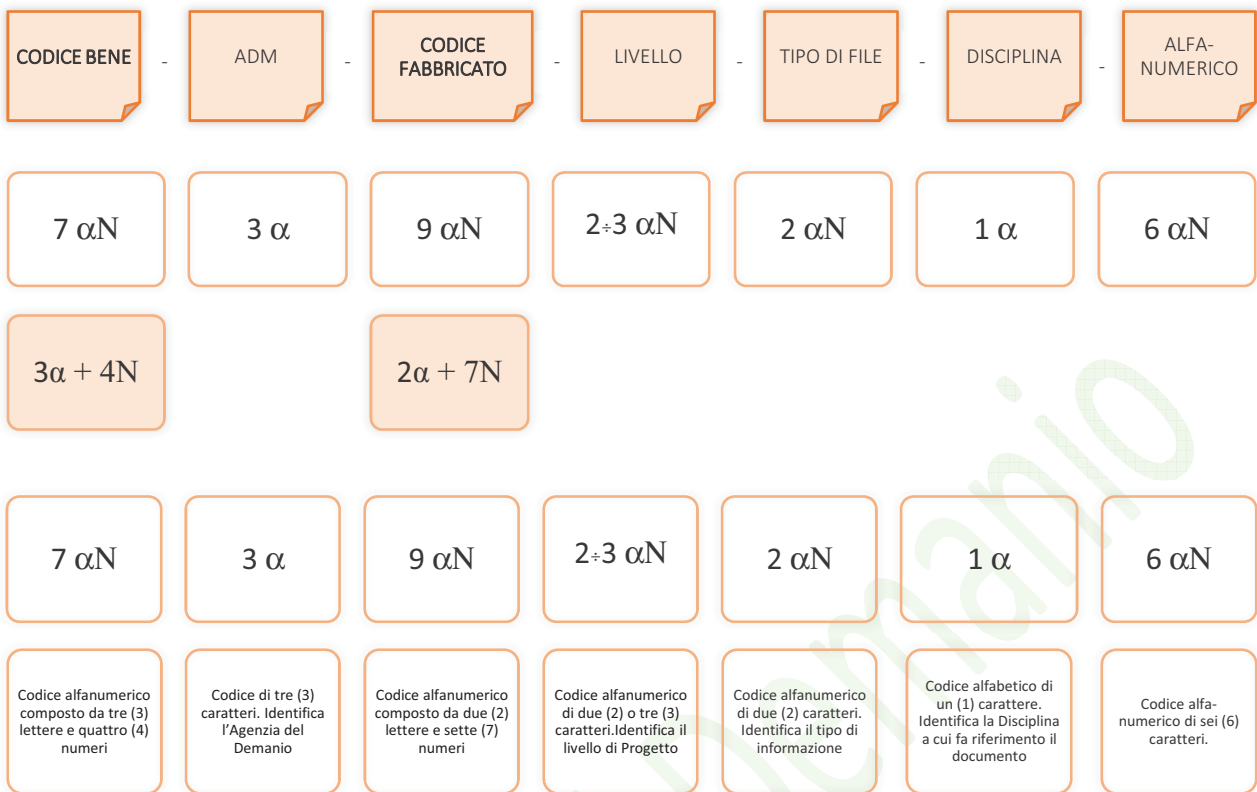 CODICE BENE - ADM - CODICE FABBRICATO - LIVELLO - TIPO DI FILE - DISCIPLINA - ALFA-NUMERICO
7 αN
3 α
9 αN
2÷3 αN
2 αN
1 α
6 αN
3α + 4N
2α + 7N
7 αN
3 α
9 αN
2÷3 αN
2 αN
1 α
6 αN
Codice alfanumerico
composto da tre (3)
lettere e quattro (4)
numeri
Codice di tre (3)
caratteri. Identifica
l'Agenzia del
Demanio
Codice alfanumerico
composto da due (2)
lettere e sette (7)
numeri
Codice alfanumerico
di due (2) o tre (3)
caratteri.Identifica il
livello di Progetto
Codice alfanumerico
di due (2) caratteri.
Identifica il tipo di
informazione
Codice alfabetico di
un (1) carattere.
Identifica la Disciplina
a cui fa riferimento il
documento
Codice alfa-
numerico di sei (6)
caratteri.
Demanio